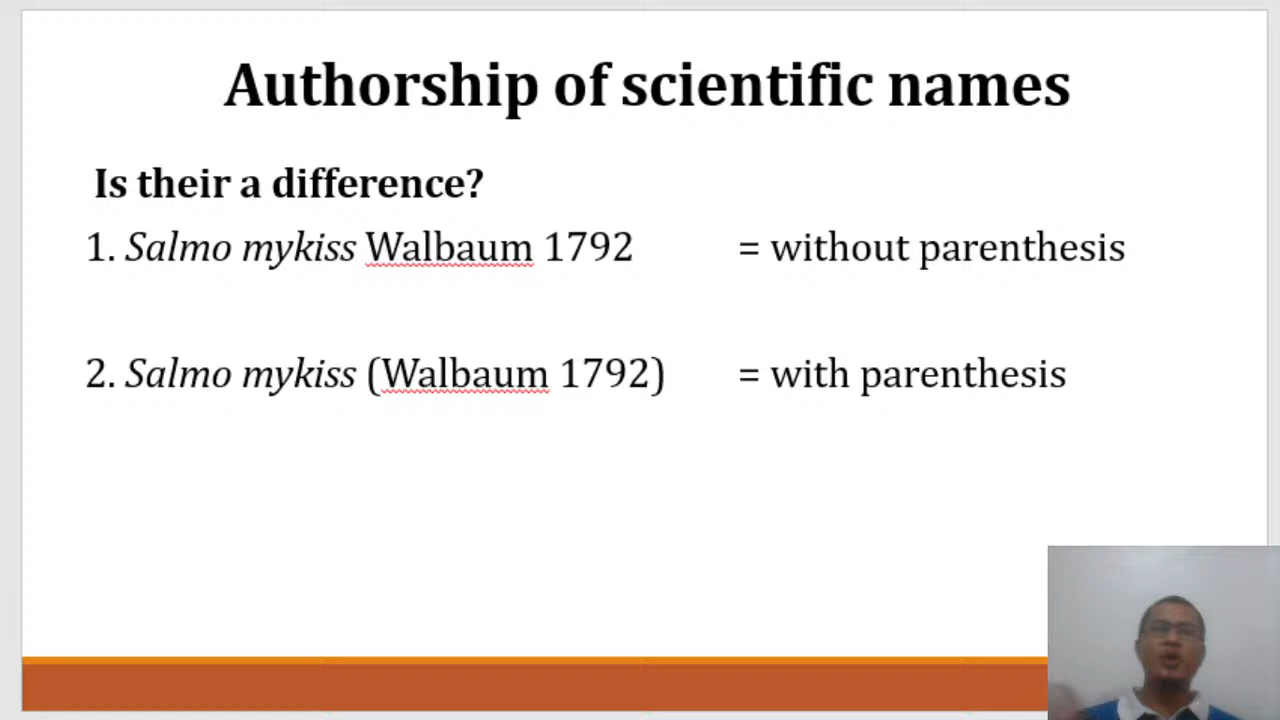 Authorship of scientific names
Is their a difference?
1. Salmo mykiss Walbaum 1792 = without parenthesis
2. Salmo mykiss (Walbaum 1792) = with parenthesis